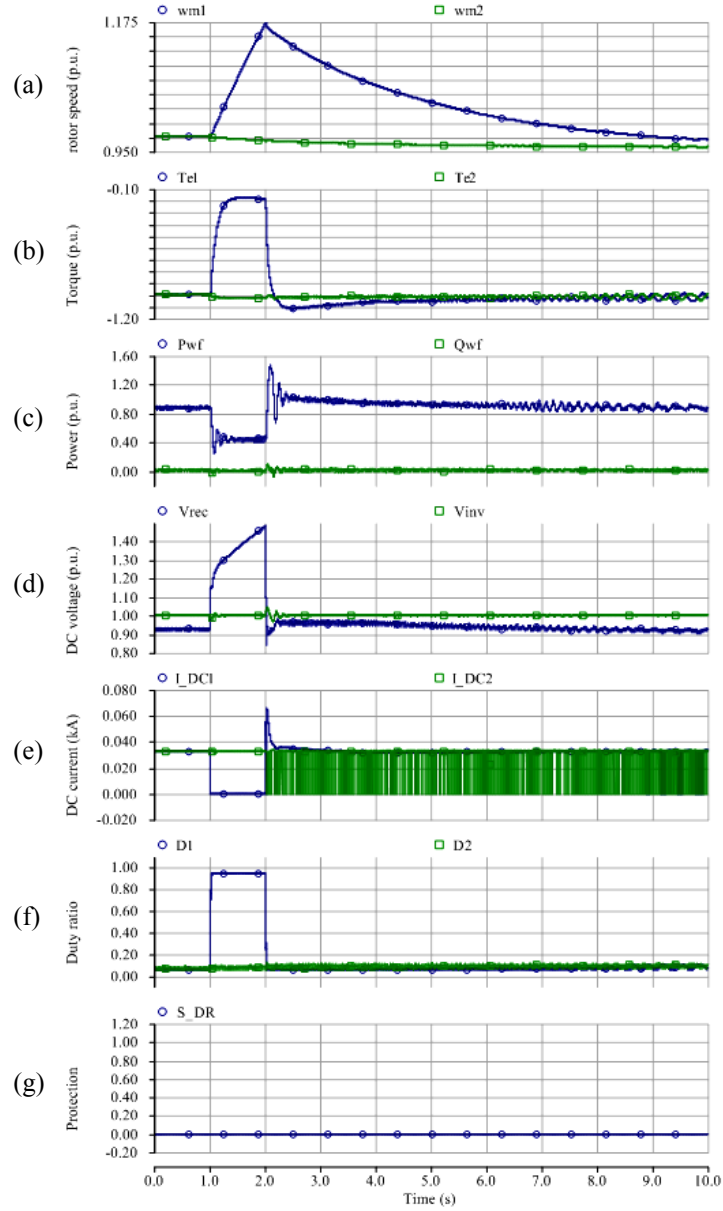 wm1 wm2
(a)
rotor speed (p.u.)
1.175
0.950
Te1 Te2
(b)
Torque (p.u.)
-0.10
-1.20
Pwf Qwf
(c)
Power (p.u.)
1.60
1.20
0.80
0.40
0.00
Vrec Vinv
(d)
DC voltage (p.u.)
1.40
1.30
1.20
1.00
0.90
0.80
I_DC1 I_DC2
(e)
DC current (kA)
0.080
0.060
0.040
0.020
0.000
-0.020
D1 D2
(f)
Duty ratio
1.00
0.80
0.60
0.40
0.20
0.00
S_DR
(g)
Protection
1.20
1.00
0.80
0.60
0.40
0.20
0.00
-0.20
0.0 1.0 2.0 3.0 4.0 5.0 6.0 7.0 8.0 9.0 10.0
Time (s)